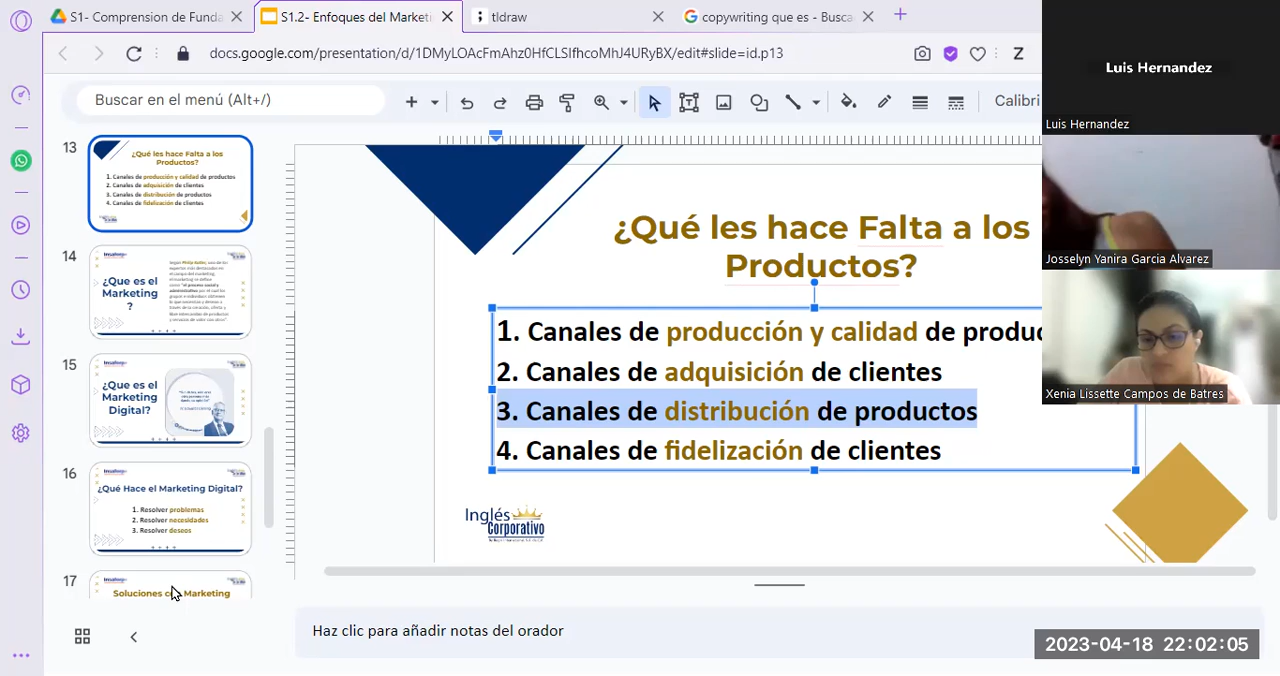 S1- Comprension de Funda
S1.2- Enfoques del Marketi
tldraw
copywriting que es - Busca
docs.google.com/presentation/d/1DMyLOAcFmAhz0HfCLSlfhcoMhJ4URyBX/edit#slide=id.p13
Buscar en el menú (Alt+/)
Calibri
Luis Hernandez
Luis Hernandez
Josselyn Yanira Garcia Alvarez
Xenia Lissette Campos de Batres
13
¿Qué les hace Falta a los
Productos?
1. Canales de producción y calidad de productos
2. Canales de adquisición de clientes
3. Canales de distribución de productos
4. Canales de fidelización de clientes
14
¿Que es el
Marketing
?
15
¿Que es el
Marketing
Digital?
16
¿Qué Hace el Marketing Digital?
1. Resolver problemas
2. Resolver necesidades
3. Resolver deseos
17
Soluciones Marketing
¿Qué les hace Falta a los
Productos?
1. Canales de producción y calidad de produc
2. Canales de adquisición de clientes
3. Canales de distribución de productos
4. Canales de fidelización de clientes
Inglés
Corporativo
Haz clic para añadir notas del orador
2023-04-18 22:02:05